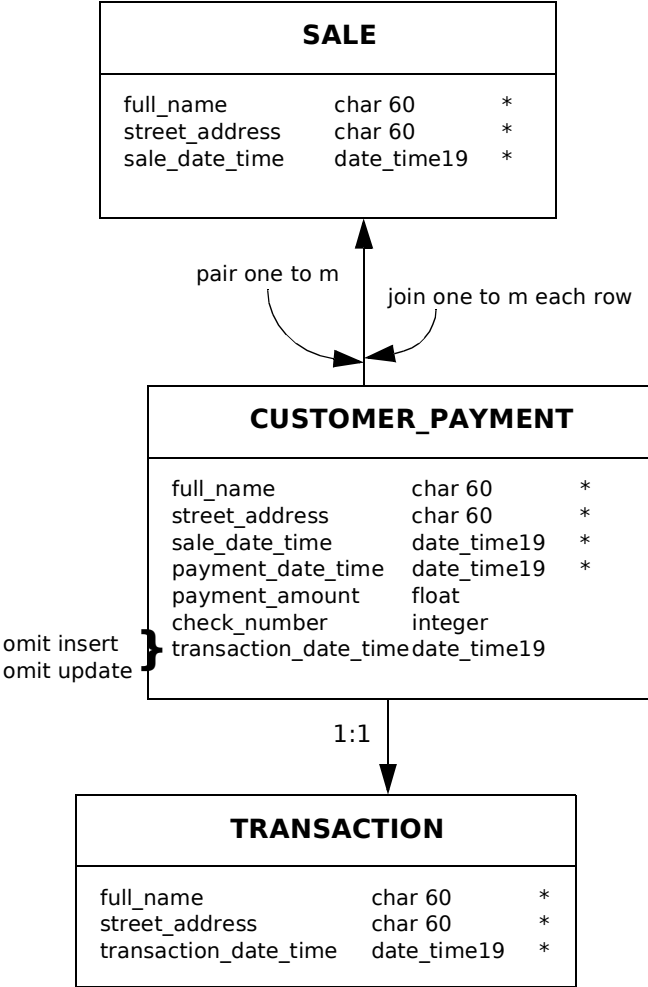 SALE
full_name char 60 *
street_address char 60 *
sale_date_time date_time19 *
pair one to m
join one to m each row
CUSTOMER_PAYMENT
full_name char 60 *
street_address char 60 *
sale_date_time date_time19 *
payment_date_time date_time19 *
payment_amount float
check_number integer
omit insert
omit update
} transaction_date_time date_time19
1:1
TRANSACTION
full_name char 60 *
street_address char 60 *
transaction_date_time date_time19 *